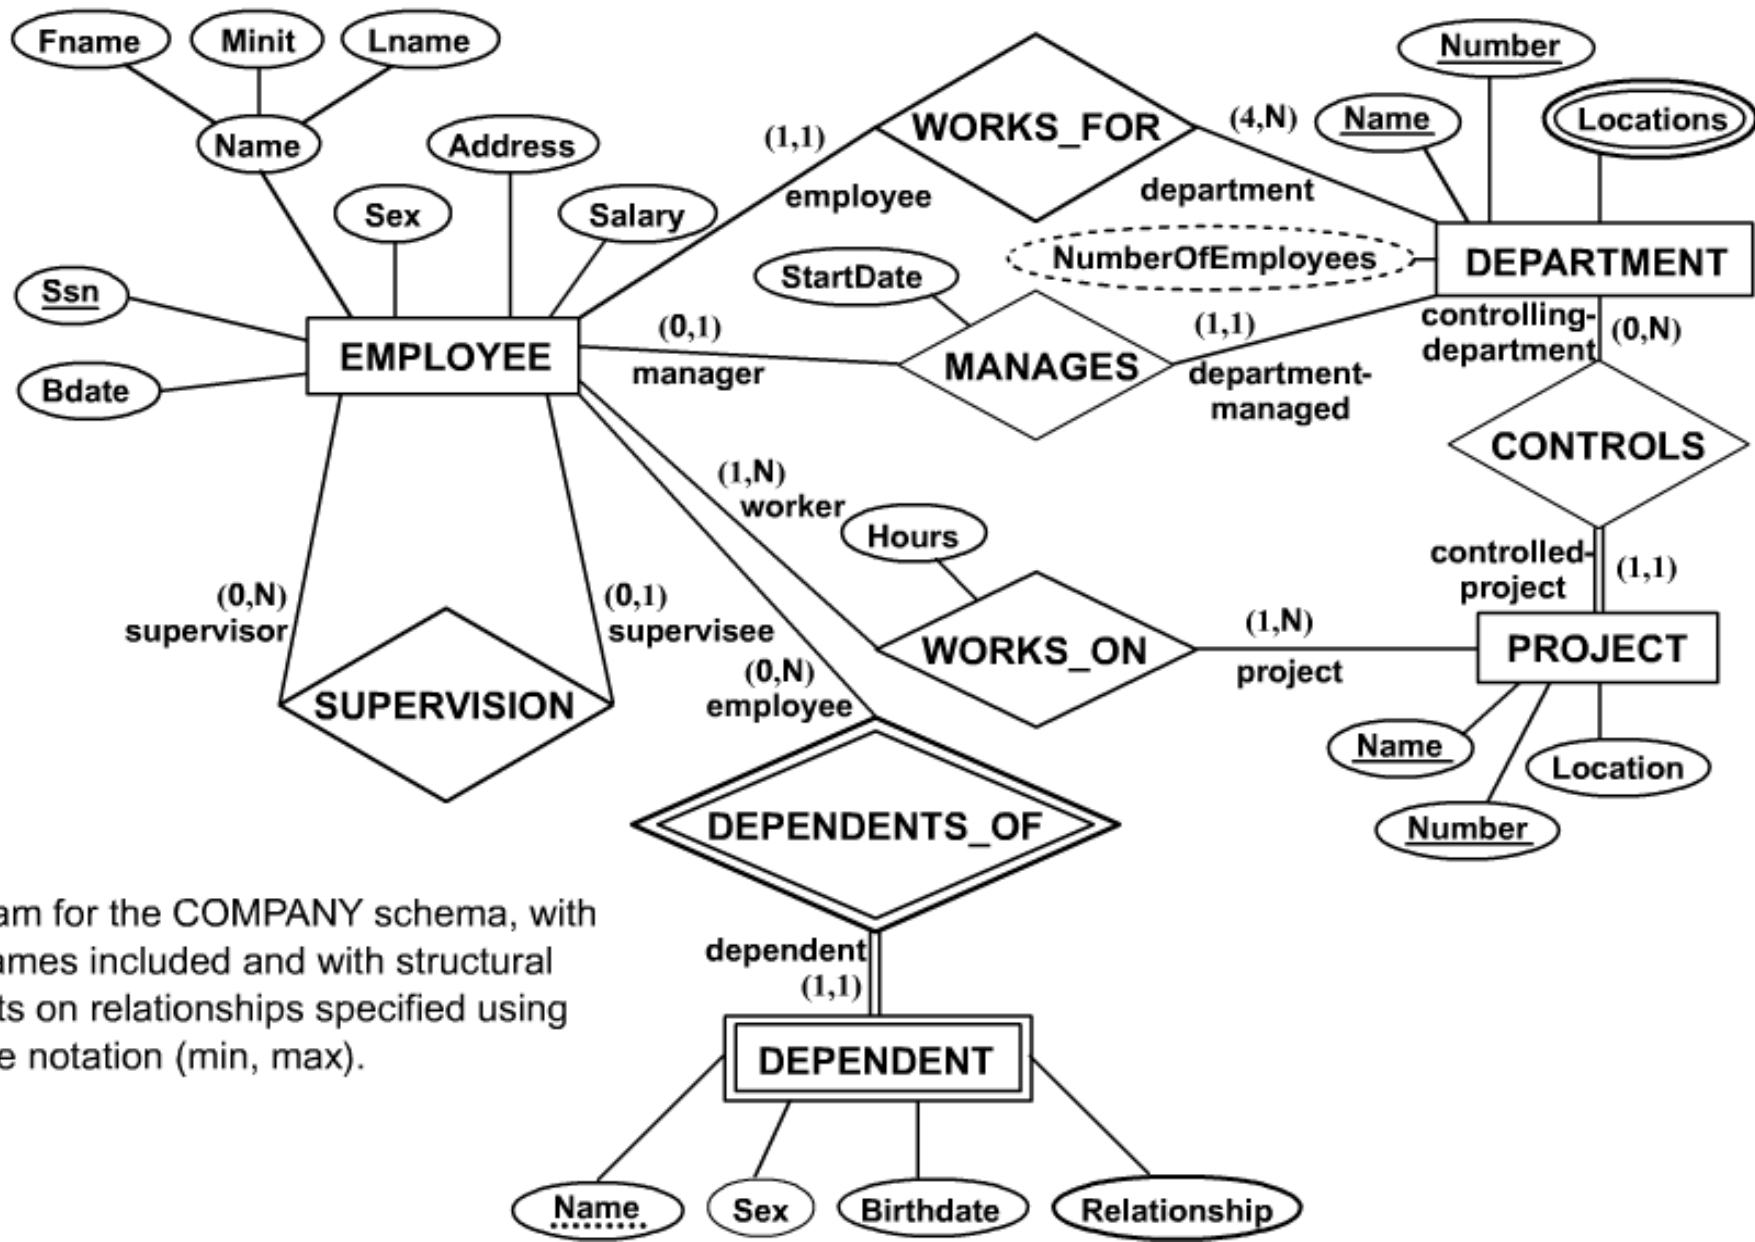 Fname
Minit
Lname
Name
Address
Sex
Salary
Ssn
Bdate
EMPLOYEE
(1,1)
employee
WORKS_FOR
(4,N)
department
Number
Name
Locations
NumberOfEmployees
DEPARTMENT
StartDate
(0,1)
manager
MANAGES
(1,1)
department-
managed
controlling-
department
(0,N)
CONTROLS
controlled-
project
(1,1)
PROJECT
Name
Number
Location
(1,N)
worker
Hours
WORKS_ON
(1,N)
project
(0,N)
supervisor
(0,1)
supervisee
SUPERVISION
(0,N)
employee
DEPENDENTS_OF
dependent
(1,1)
DEPENDENT
Name
Sex
Birthdate
Relationship
for the COMPANY schema, with
included and with structural
on relationships specified using
notation (min, max).